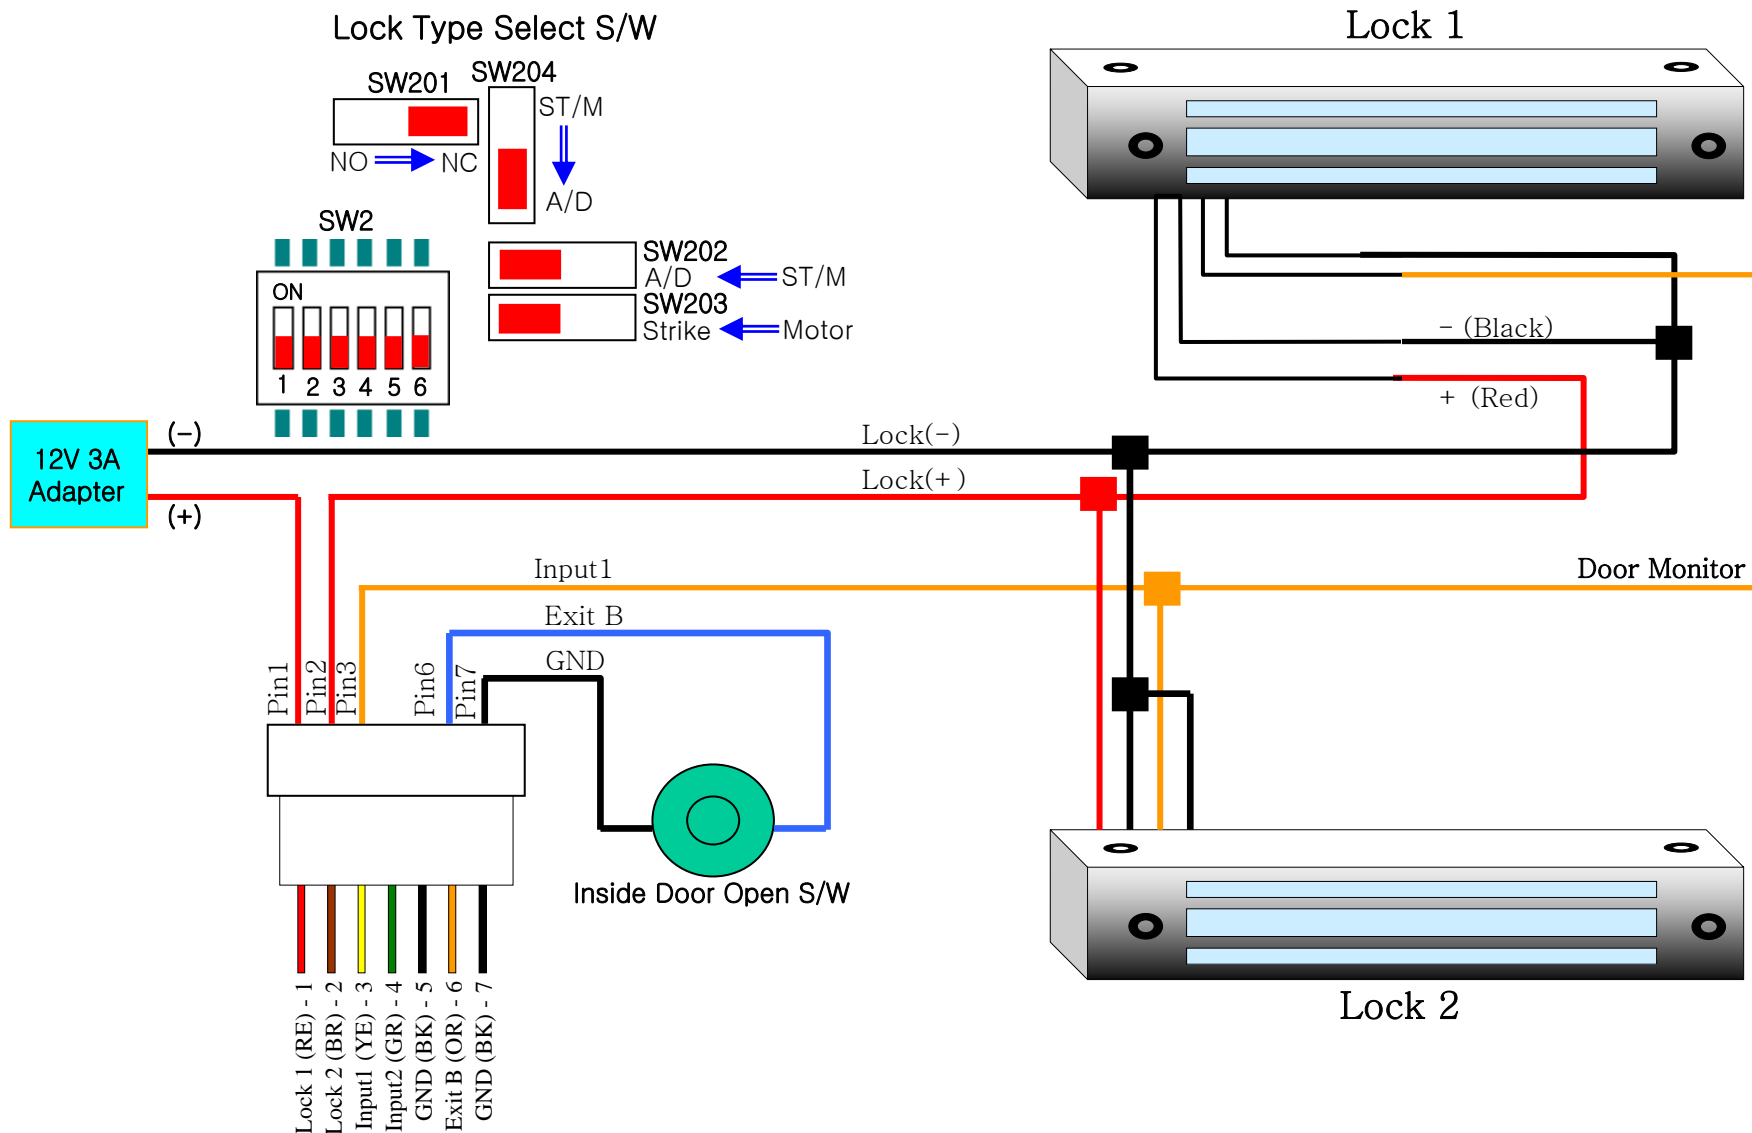 Lock Type Select S/W
SW201
NO
NC
SW204
ST/M
A/D
SW2
ON
1 2 3 4 5 6
SW202
A/D
ST/M
SW203
Strike
Motor
Lock 1
- (Black)
+ (Red)
12V 3A
Adapter
(-)
(+)
Lock(-)
Lock(+)
Input1
Door Monitor
Exit B
GND
Pin1
Pin2
Pin3
Pin6
Pin7
Inside Door Open S/W
Lock 1 (RE) - 1
Lock 2 (BR) - 2
Input1 (YE) - 3
Input2 (GR) - 4
GND (BK) - 5
Exit B (OR) - 6
GND (BK) - 7
Lock 2